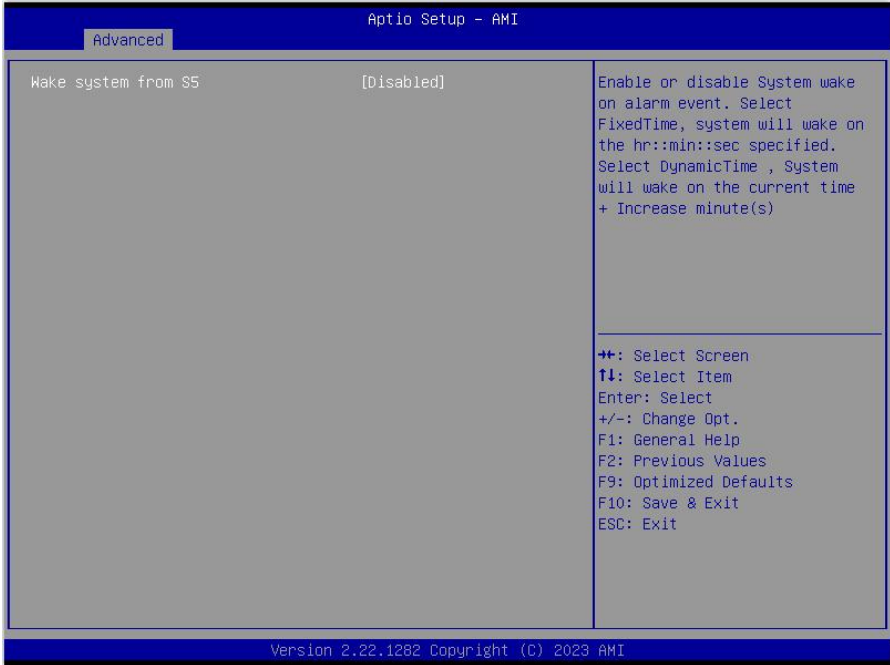 Aptio Setup - AMI
Advanced
Wake system from S5 [Disabled]
Enable or disable System wake
on alarm event. Select
FixedTime, system will wake on
the hr::min::sec specified.
Select DynamicTime , System
will wake on the current time
+ Increase minute(s)
→←: Select Screen
↑↓: Select Item
Enter: Select
+/-: Change Opt.
F1: General Help
F2: Previous Values
F9: Optimized Defaults
F10: Save & Exit
ESC: Exit
Version 2.22.1282 Copyright (C) 2023 AMI